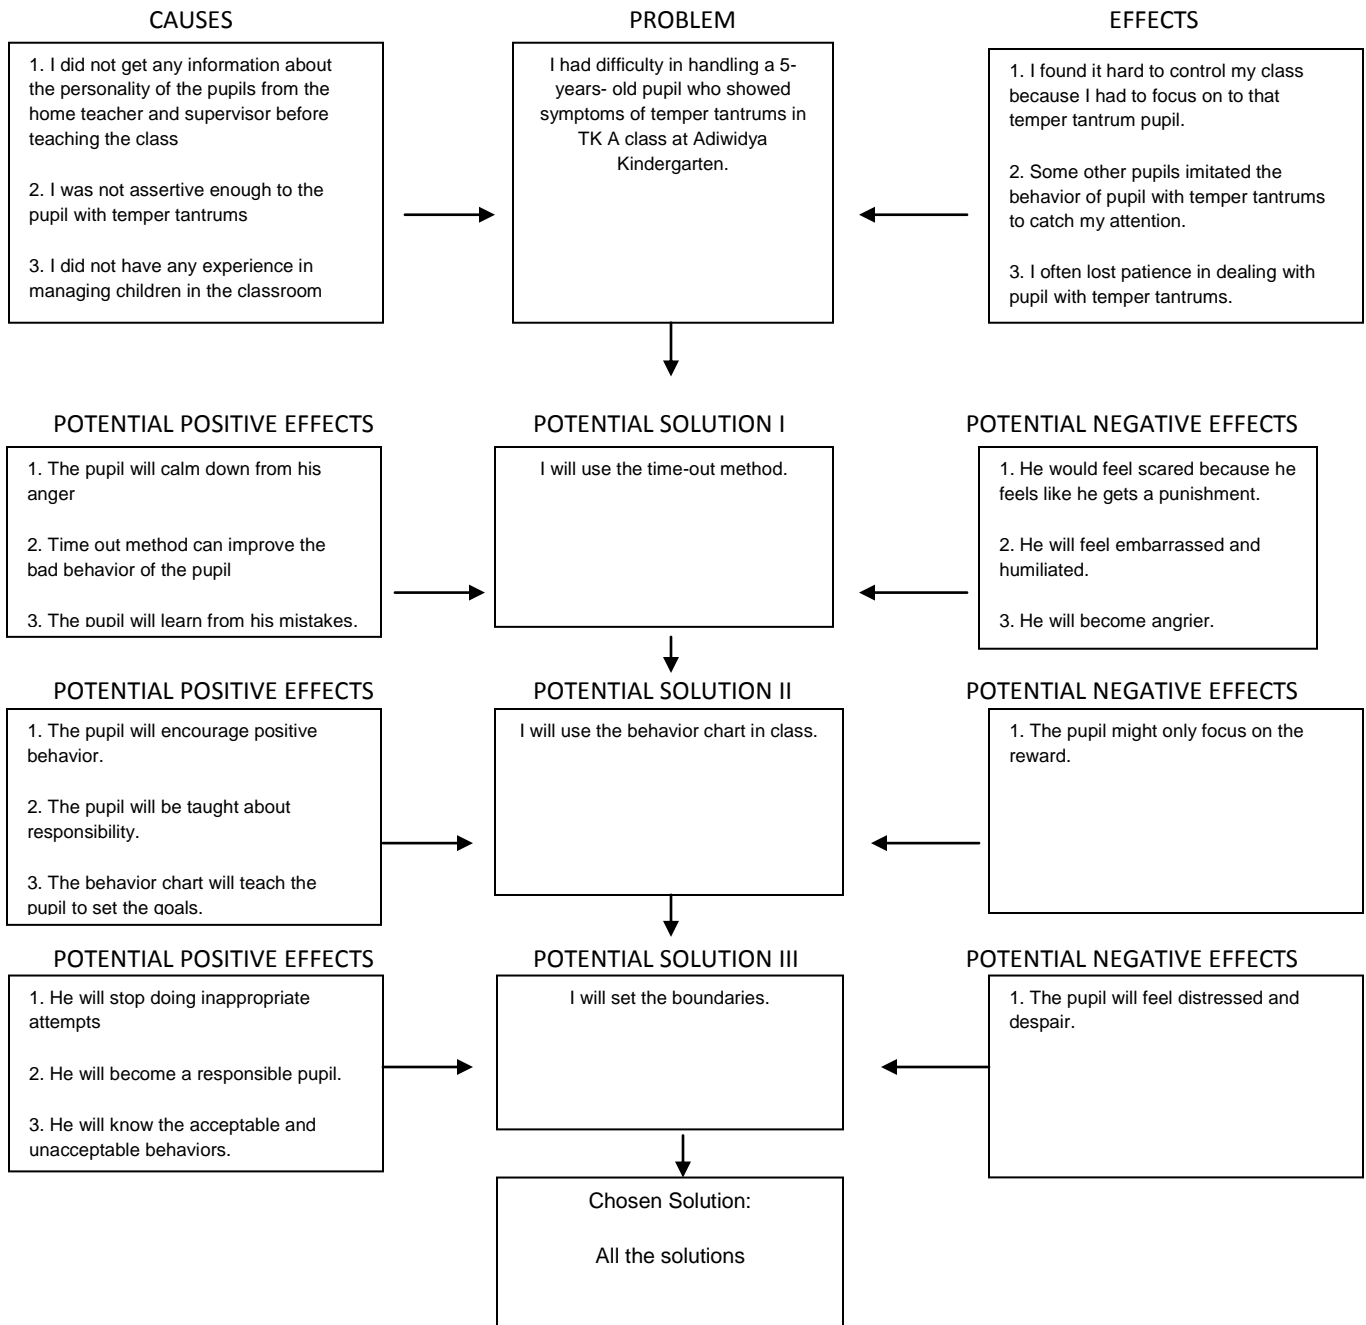 CAUSES
PROBLEM
EFFECTS
1. I did not get any information about
the personality of the pupils from the
home teacher and supervisor before
teaching the class
2. I was not assertive enough to the
pupil with temper tantrums
3. I did not have any experience in
managing children in the classroom
I had difficulty in handling a 5-
years- old pupil who showed
symptoms of temper tantrums in
TK A class at Adiwidya
Kindergarten.
1. I found it hard to control my class
because I had to focus on to that
temper tantrum pupil.
2. Some other pupils imitated the
behavior of pupil with temper tantrums
to catch my attention.
3. I often lost patience in dealing with
pupil with temper tantrums.
POTENTIAL POSITIVE EFFECTS
POTENTIAL SOLUTION I
POTENTIAL NEGATIVE EFFECTS
1. The pupil will calm down from his
anger
2. Time out method can improve the
bad behavior of the pupil
3. The pupil will learn from his mistakes.
I will use the time-out method.
1. He would feel scared because he
feels like he gets a punishment.
2. He will feel embarrassed and
humiliated.
3. He will become angrier.
POTENTIAL POSITIVE EFFECTS
POTENTIAL SOLUTION II
POTENTIAL NEGATIVE EFFECTS
1. The pupil will encourage positive
behavior.
2. The pupil will be taught about
responsibility.
3. The behavior chart will teach the
pupil to set the goals.
I will use the behavior chart in class.
1. The pupil might only focus on the
reward.
POTENTIAL POSITIVE EFFECTS
POTENTIAL SOLUTION III
POTENTIAL NEGATIVE EFFECTS
1. He will stop doing inappropriate
attempts
2. He will become a responsible pupil.
3. He will know the acceptable and
unacceptable behaviors.
I will set the boundaries.
1. The pupil will feel distressed and
despair.
Chosen Solution:
All the solutions